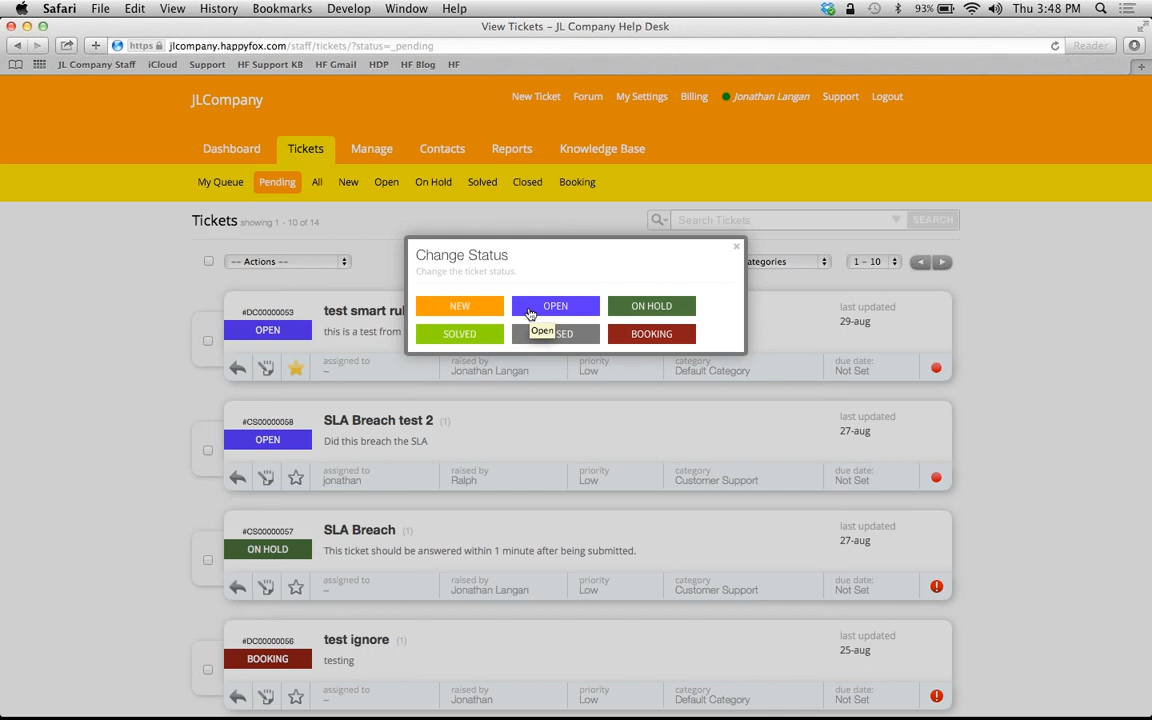 Safari File Edit View History Bookmarks Develop Window Help 93% Thu 3:48 PM
View Tickets – JL Company Help Desk
https jlcompany.happyfox.com/staff/tickets/?status=_pending Reader
JL Company Staff iCloud Support HF Support KB HF Gmail HDP HF Blog HF
JLCompany New Ticket Forum My Settings Billing Jonathan Langan Support Logout
Dashboard Tickets Manage Contacts Reports Knowledge Base
My Queue Pending All New Open On Hold Solved Closed Booking
Tickets showing 1 - 10 of 14 Search Tickets SEARCH
-- Actions -- ategories 1 – 10
Change Status
Change the ticket status.
NEW OPEN ON HOLD
SOLVED SED BOOKING
Open
#DC00000053 test smart rul last updated
OPEN this is a test from 29-aug
assigned to raised by priority category due date:
~ Jonathan Langan Low Default Category Not Set
#CS00000058 SLA Breach test 2 (1) last updated
OPEN Did this breach the SLA 27-aug
assigned to raised by priority category due date:
jonathan Ralph Low Customer Support Not Set
#CS00000057 SLA Breach (1) last updated
ON HOLD This ticket should be answered within 1 minute after being submitted. 27-aug
assigned to raised by priority category due date:
~ Jonathan Langan Low Customer Support Not Set
#DC00000056 test ignore (1) last updated
BOOKING testing 25-aug
assigned to raised by priority category due date:
~ Jonathan Low Default Category Not Set